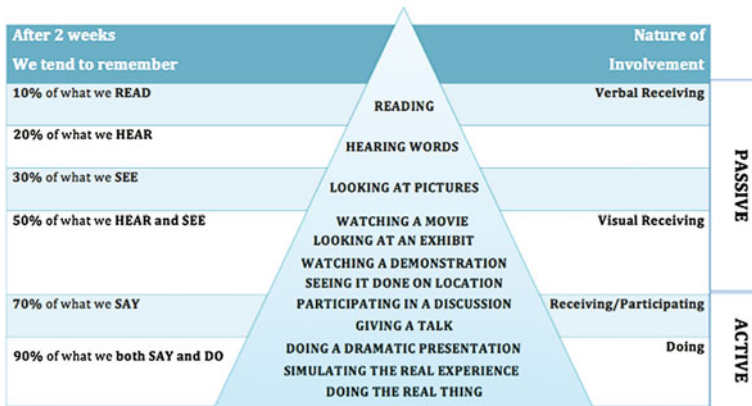 After 2 weeks
We tend to remember
Nature of
Involvement
10% of what we READ
READING
Verbal Receiving
20% of what we HEAR
HEARING WORDS
30% of what we SEE
LOOKING AT PICTURES
50% of what we HEAR and SEE
WATCHING A MOVIE
Visual Receiving
LOOKING AT AN EXHIBIT
WATCHING A DEMONSTRATION
SEEING IT DONE ON LOCATION
70% of what we SAY
PARTICIPATING IN A DISCUSSION
Receiving/Participating
GIVING A TALK
90% of what we both SAY and DO
DOING A DRAMATIC PRESENTATION
Doing
SIMULATING THE REAL EXPERIENCE
DOING THE REAL THING
PASSIVE
ACTIVE